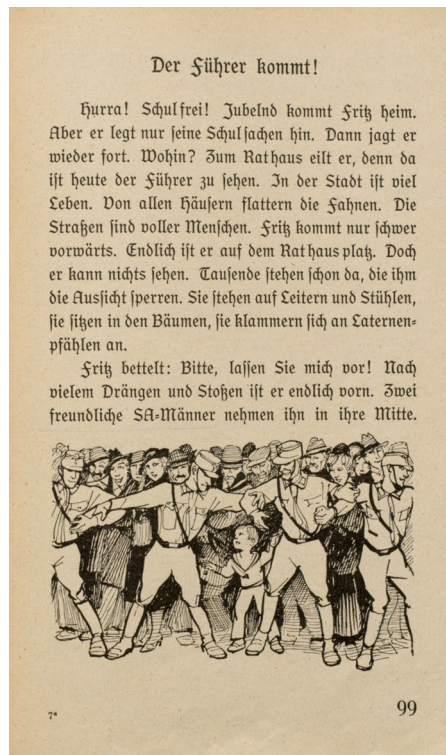 Der Führer kommt!
Hurra! Schulfrei! Jubelnd kommt Fritz heim.
Aber er legt nur seine Schulsachen hin. Dann jagt er
wieder fort. Wohin? Zum Rathaus eilt er, denn da
ist heute der Führer zu sehen. In der Stadt ist viel
Leben. Von allen Häusern flattern die Fahnen. Die
Straßen sind voller Menschen. Fritz kommt nur schwer
vorwärts. Endlich ist er auf dem Rathausplatz. Doch
er kann nichts sehen. Tausende stehen schon da, die ihm
die Aussicht sperren. Sie stehen auf Leitern und Stühlen,
sie sitzen in den Bäumen, sie klammern sich an Laternen-
pfählen an.
Fritz bettelt: Bitte, lassen Sie mich vor! Nach
vielem Drängen und Stoßen ist er endlich vorn. Zwei
freundliche SA-Männer nehmen ihn in ihre Mitte.
7*
99